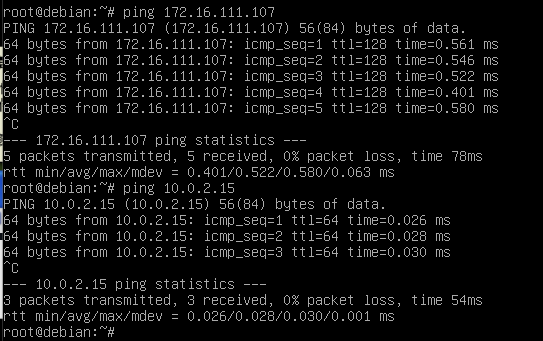 root@debian:~# ping 172.16.111.107
PING 172.16.111.107 (172.16.111.107) 56(84) bytes of data.
64 bytes from 172.16.111.107: icmp_seq=1 ttl=128 time=0.561 ms
64 bytes from 172.16.111.107: icmp_seq=2 ttl=128 time=0.546 ms
64 bytes from 172.16.111.107: icmp_seq=3 ttl=128 time=0.522 ms
64 bytes from 172.16.111.107: icmp_seq=4 ttl=128 time=0.401 ms
64 bytes from 172.16.111.107: icmp_seq=5 ttl=128 time=0.580 ms
^C
--- 172.16.111.107 ping statistics ---
5 packets transmitted, 5 received, 0% packet loss, time 78ms
rtt min/avg/max/mdev = 0.401/0.522/0.580/0.063 ms
root@debian:~# ping 10.0.2.15
PING 10.0.2.15 (10.0.2.15) 56(84) bytes of data.
64 bytes from 10.0.2.15: icmp_seq=1 ttl=64 time=0.026 ms
64 bytes from 10.0.2.15: icmp_seq=2 ttl=64 time=0.028 ms
64 bytes from 10.0.2.15: icmp_seq=3 ttl=64 time=0.030 ms
^C
--- 10.0.2.15 ping statistics ---
3 packets transmitted, 3 received, 0% packet loss, time 54ms
rtt min/avg/max/mdev = 0.026/0.028/0.030/0.001 ms
root@debian:~#